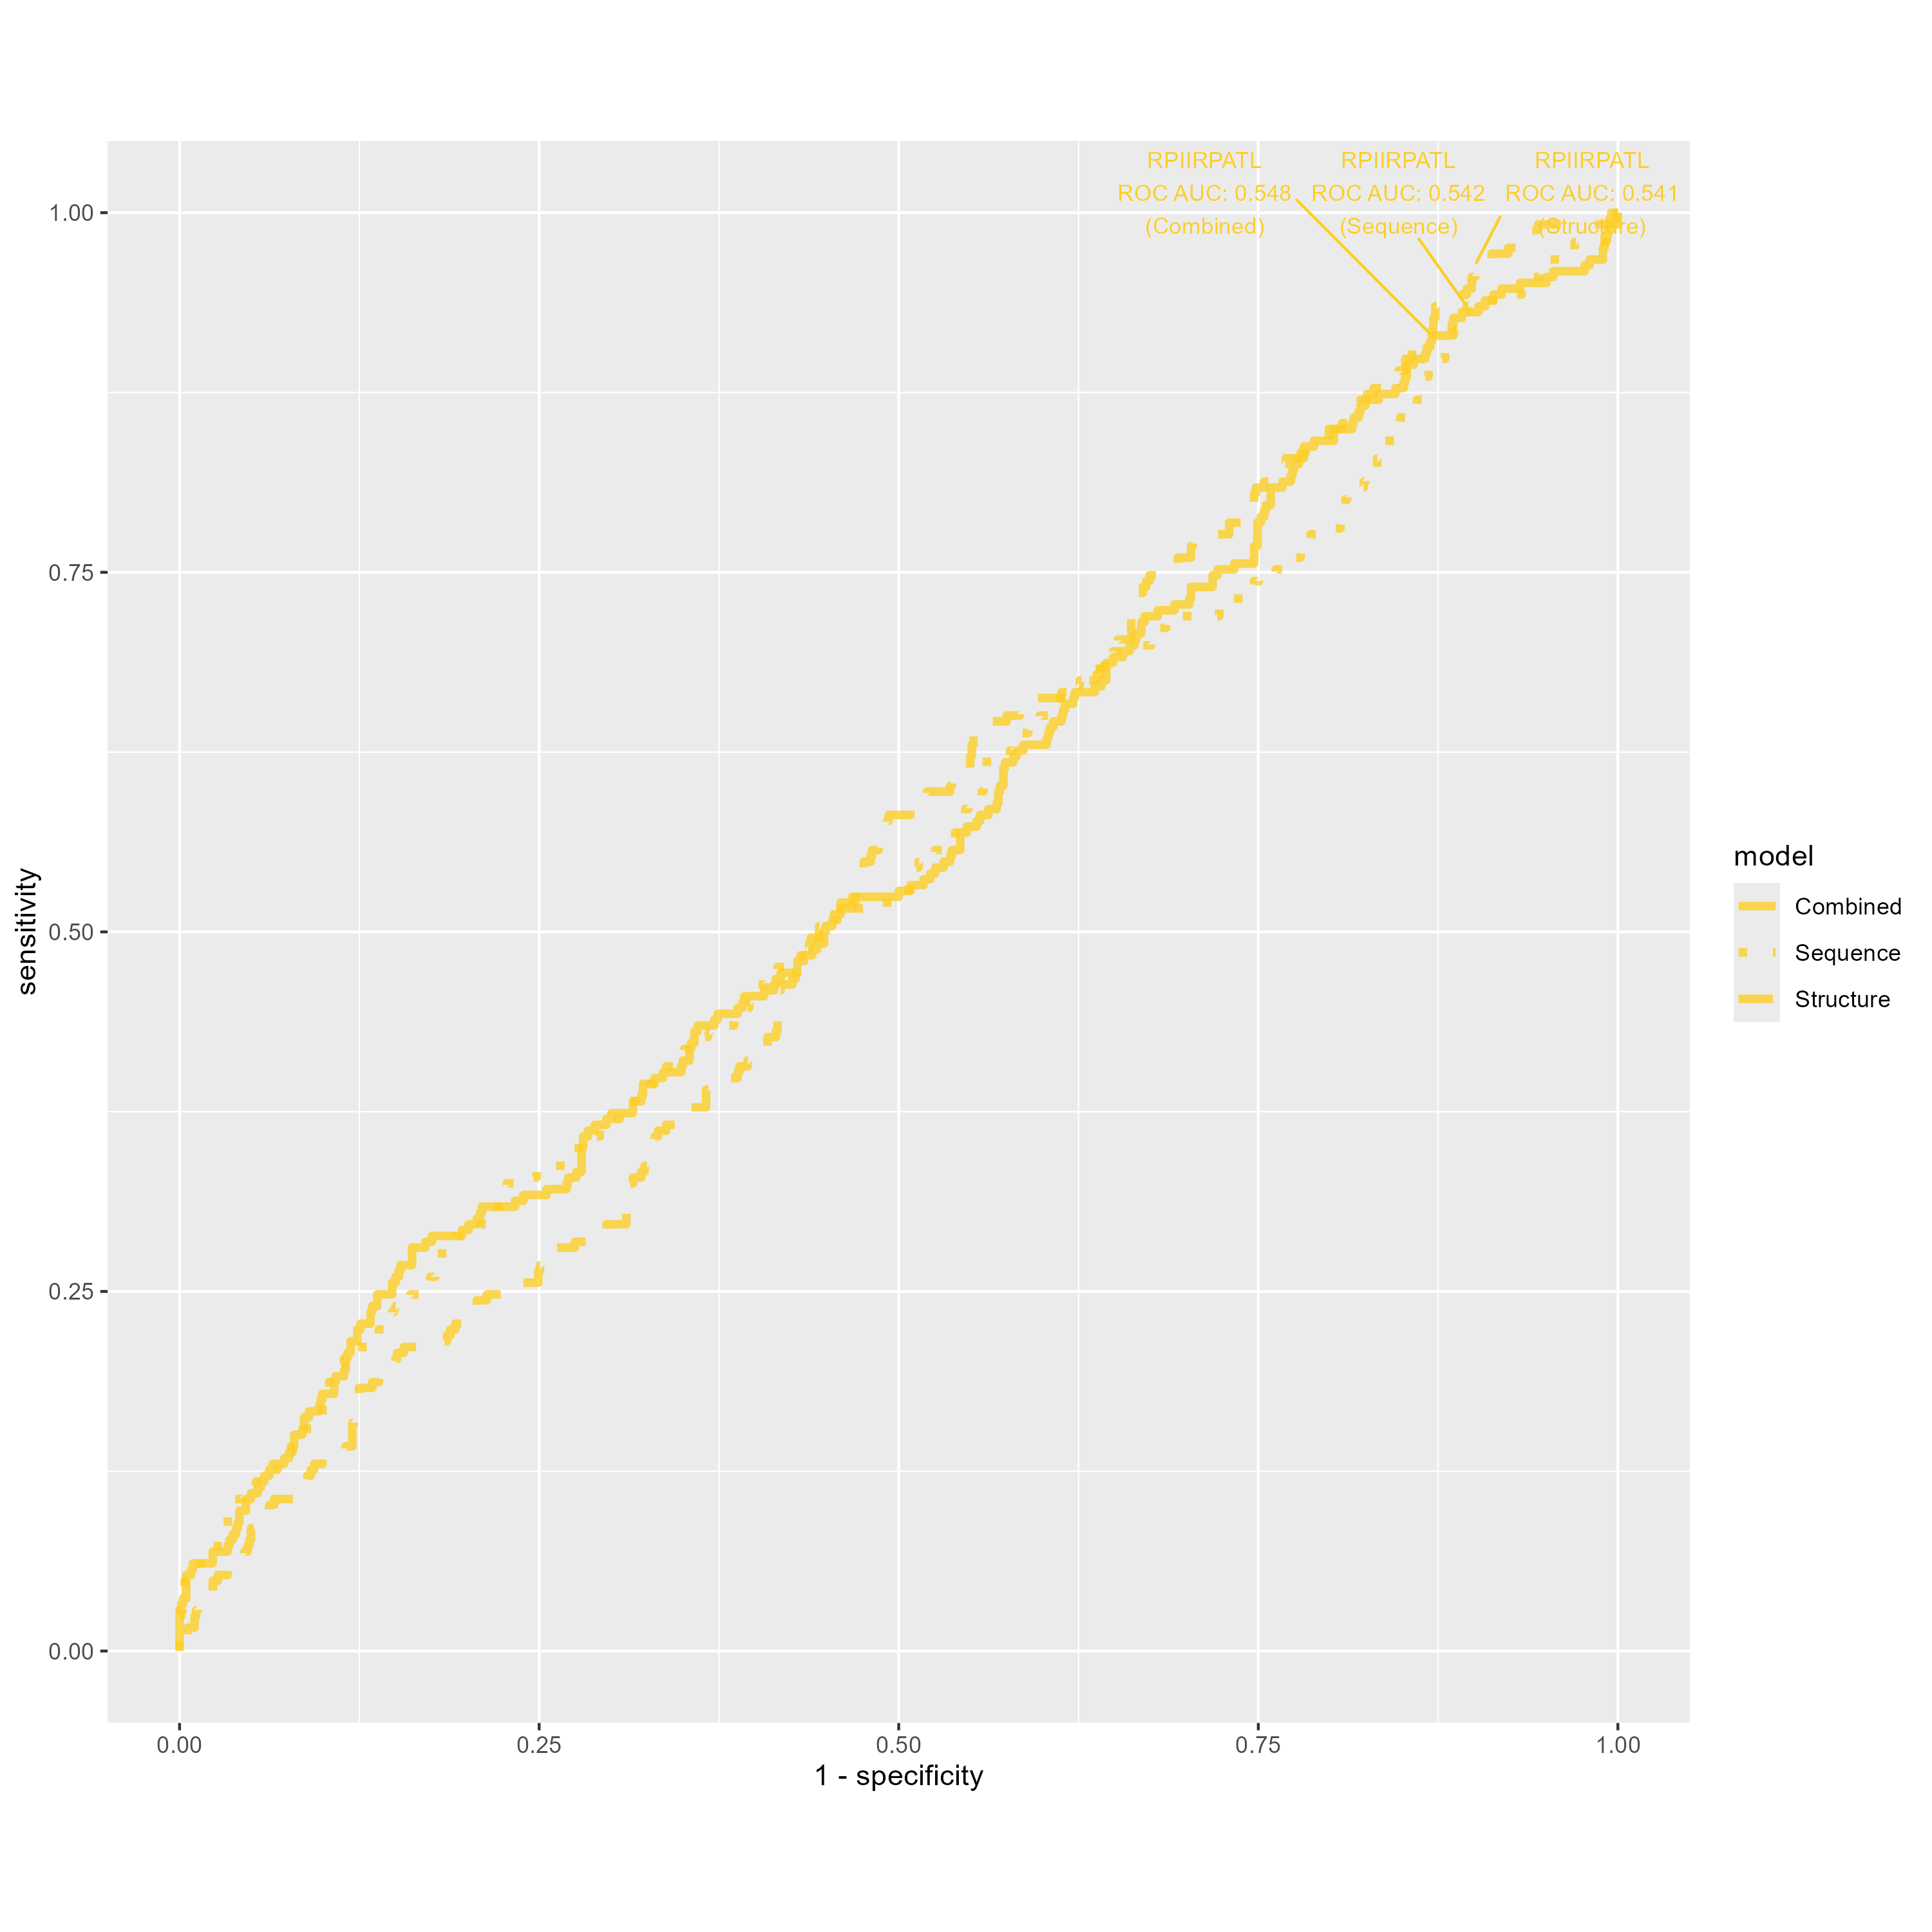 RPIIRPATL
ROC AUC: 0.548
(Combined)
RPIIRPATL
ROC AUC: 0.542
(Sequence)
RPIIRPATL
ROC AUC: 0.541
(Structure)
1.00
0.75
0.50
0.25
0.00
sensitivity
0.00
0.25
0.50
0.75
1.00
1 - specificity
model
Combined
Sequence
Structure